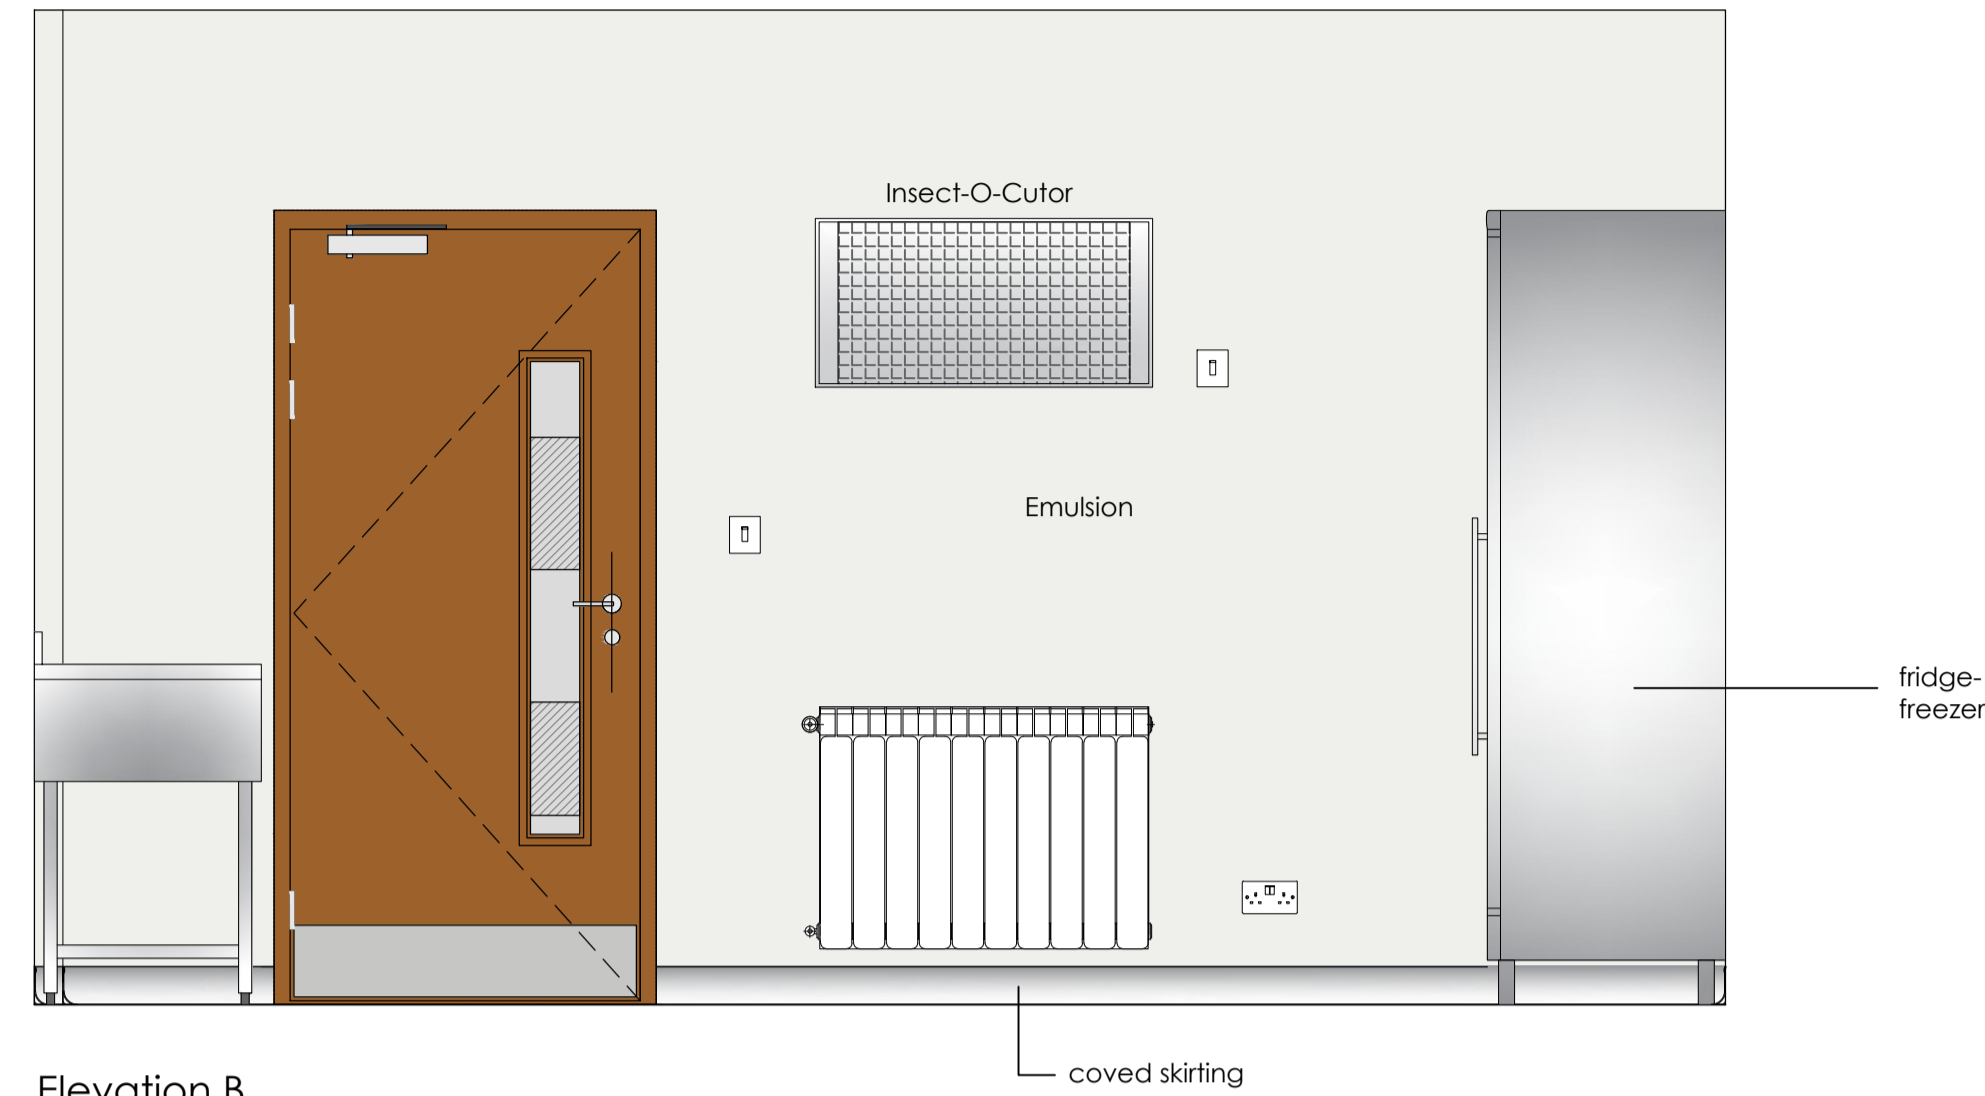 Insect-O-Cutor
Emulsion
fridge-
freezer
coved skirting
Elevation B